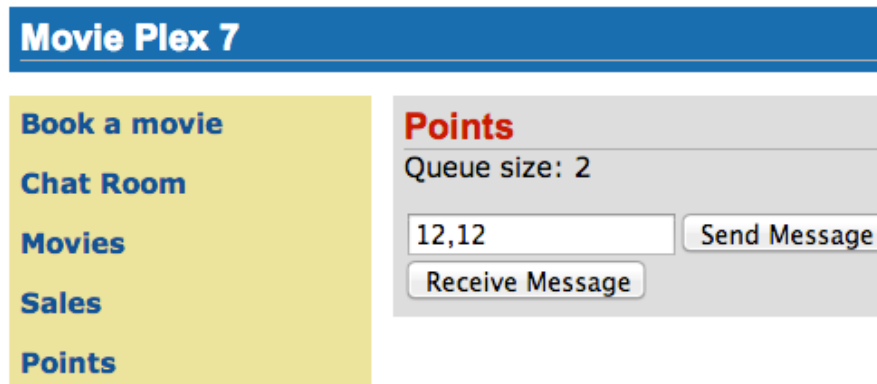 Movie Plex 7
Book a movie
Chat Room
Movies
Sales
Points
Points
Queue size: 2
12,12 Send Message
Receive Message